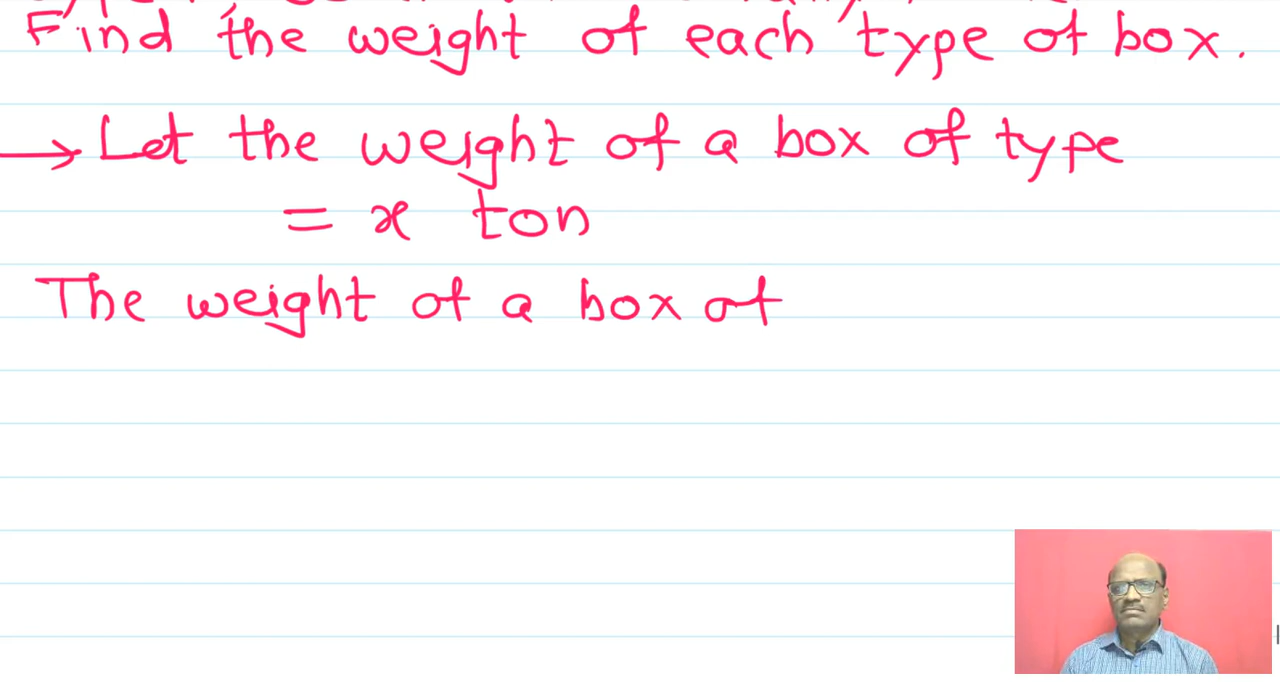 Find the weight of each type of box.
→ Let the weight of a box of type
= x ton
The weight of a box of